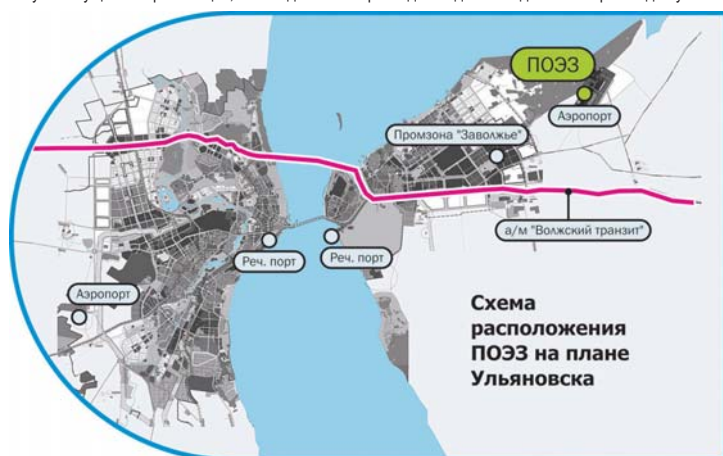 ПОЭЗ
Аэропорт
Промзона "Заволжье"
а/м "Волжский транзит"
Реч. порт
Реч. порт
Аэропорт
Схема
расположения
ПОЭЗ на плане
Ульяновска